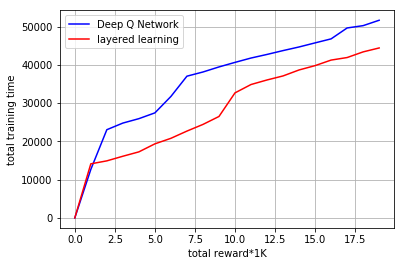 Deep Q Network
layered learning
total training time
50000
40000
30000
20000
10000
0
0.0 2.5 5.0 7.5 10.0 12.5 15.0 17.5
total reward*1K